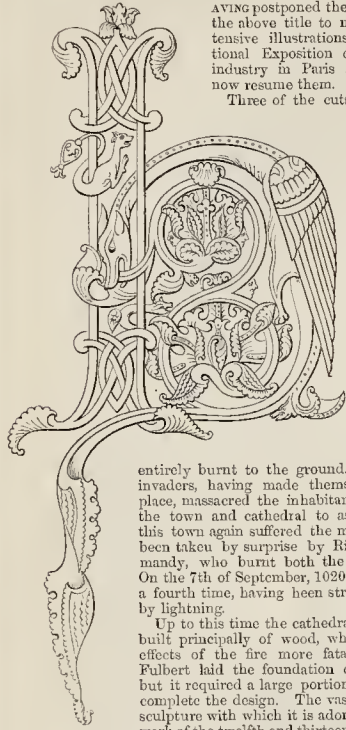 AVING postponed the
the above title to
tensive illustrations
tional Exposition
industry in Paris
now resume them.
Three of the cuts
entirely burnt to the ground.
invaders, having made thems
place, massacred the inhabitan
the town and cathedral to as
this town again suffered the m
been taken by surprise by Ri
mandy, who burnt both the
On the 7th of September, 1020
a fourth time, having been str
by lightning.
Up to this time the cathedra
built principally of wood, wh
effects of the fire more fata
Fulbert laid the foundation
but it required a large portion
complete the design. The vas
sculpture with which it is ador